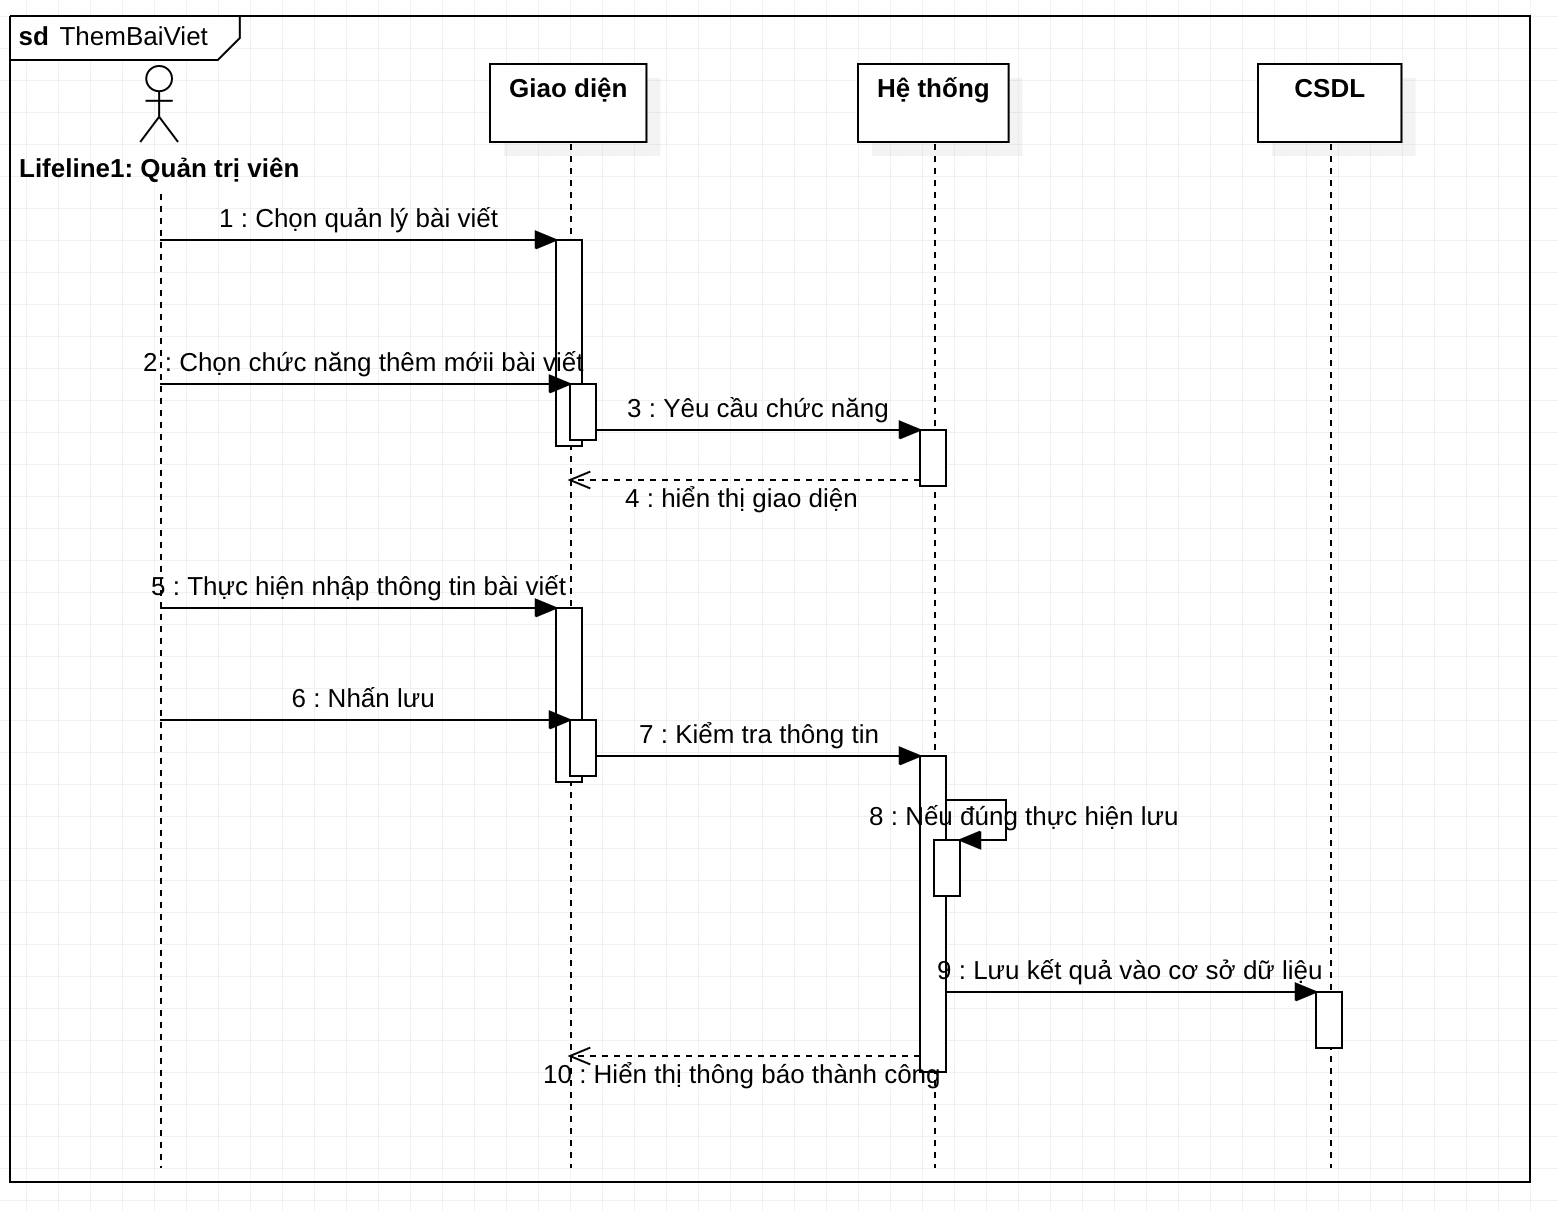 sd ThemBaiViet
Giao diện
Hệ thống
CSDL
Lifeline1: Quản trị viên
1 : Chọn quản lý bài viết
2 : Chọn chức năng thêm mớii bài viết
3 : Yêu cầu chức năng
4 : hiển thị giao diện
5 : Thực hiện nhập thông tin bài viết
6 : Nhấn lưu
7 : Kiểm tra thông tin
8 : Nếu đúng thực hiện lưu
9 : Lưu kết quả vào cơ sở dữ liệu
10 : Hiển thị thông báo thành công